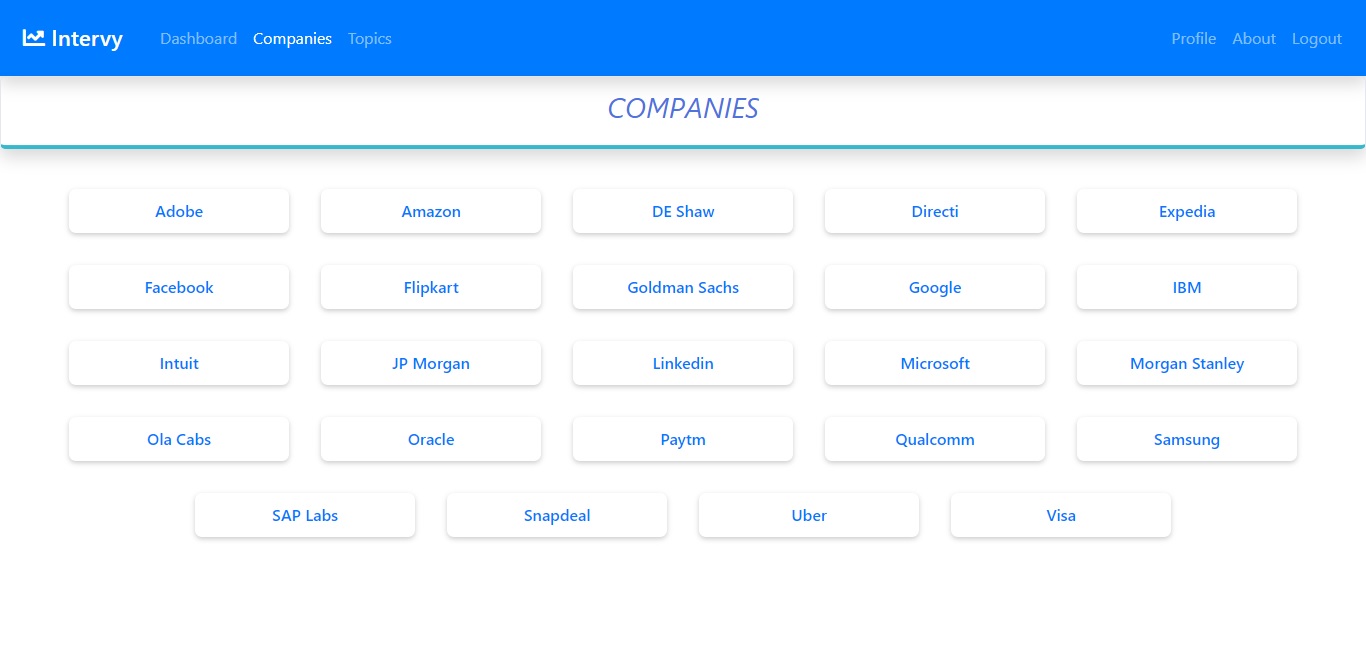 Intervy Dashboard Companies Topics Profile About Logout
COMPANIES
Adobe Amazon DE Shaw Directi Expedia
Facebook Flipkart Goldman Sachs Google IBM
Intuit JP Morgan Linkedin Microsoft Morgan Stanley
Ola Cabs Oracle Paytm Qualcomm Samsung
SAP Labs Snapdeal Uber Visa